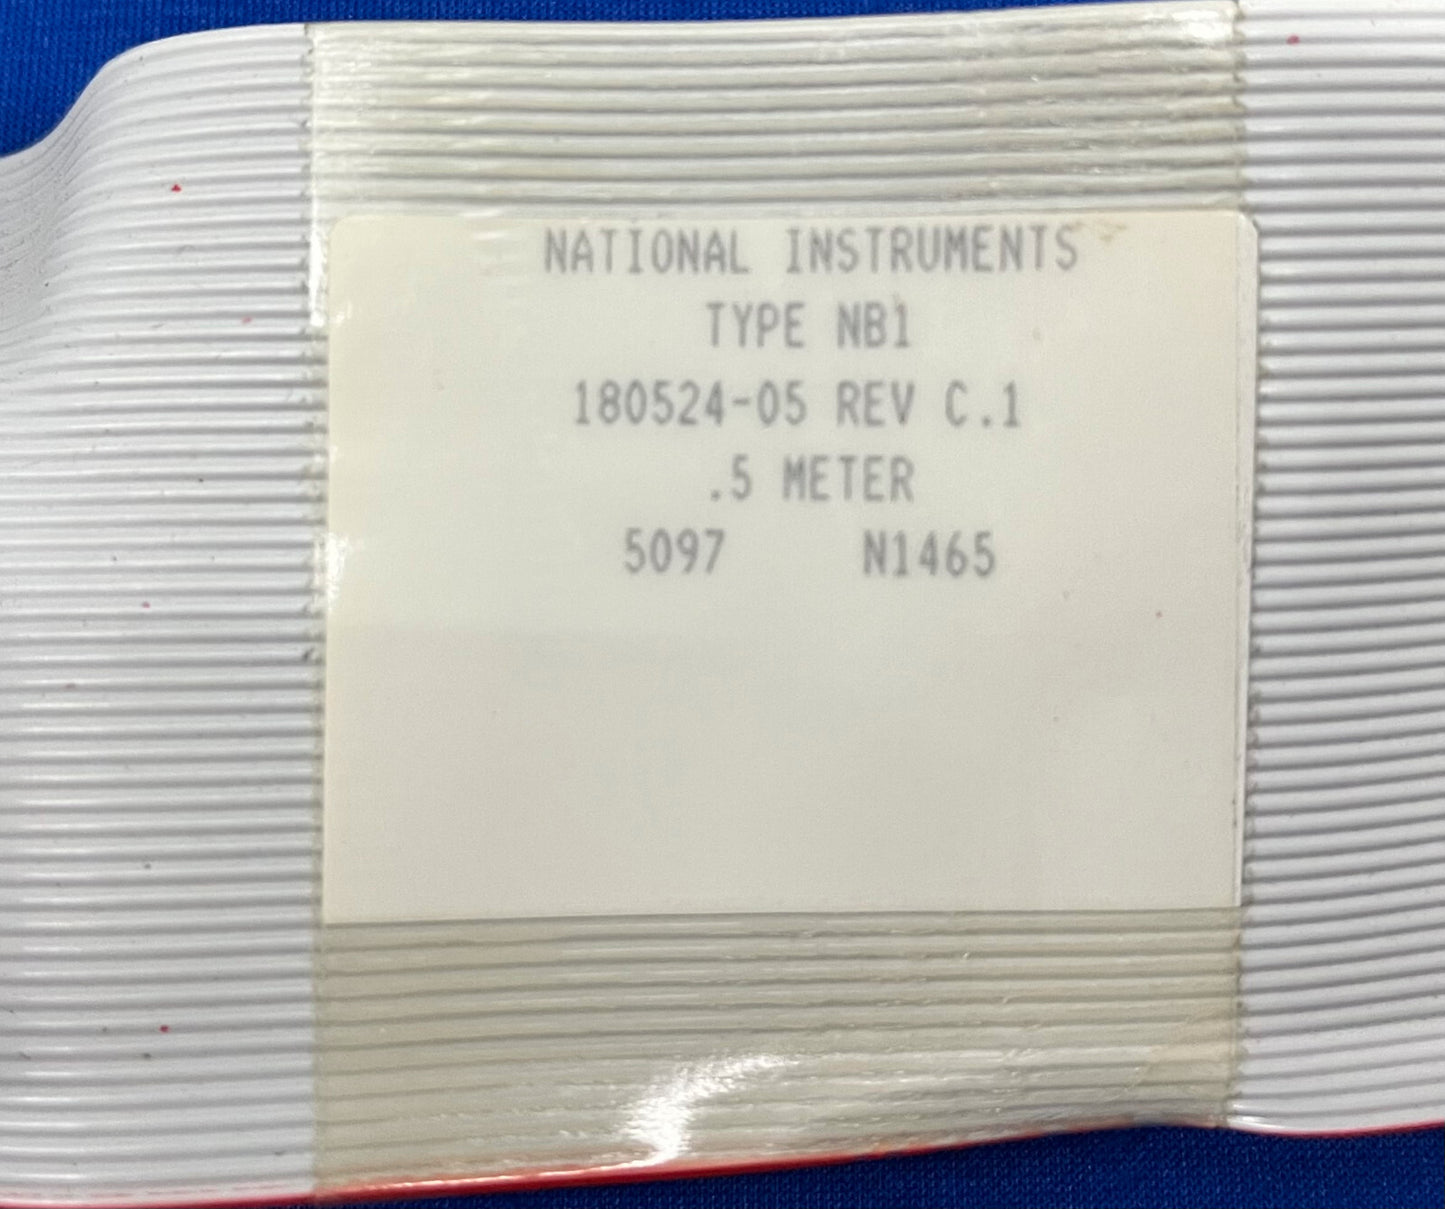 NATIONAL INSTRUMENTS
TYPE NB1
180524-05 REV C.1
.5 METER
5097 N1465